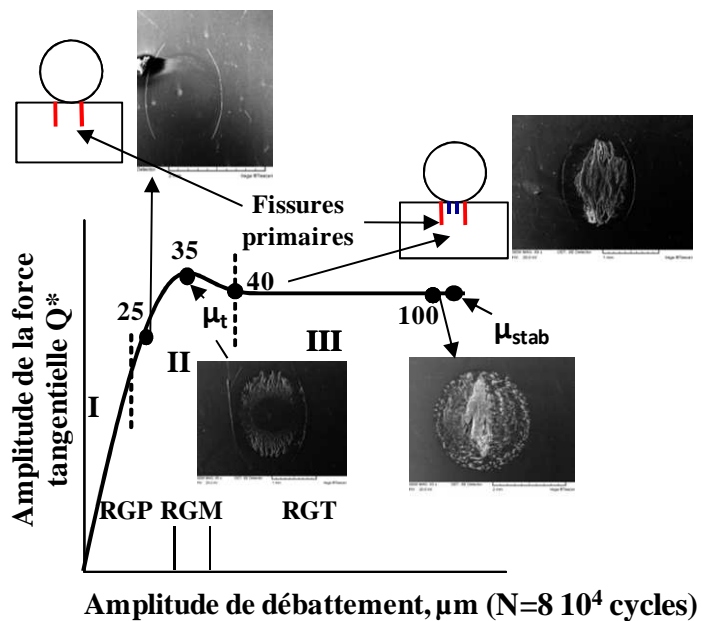 Fissures
primaires
35
25
μt
40
100
μstab
I
II
III
RGP RGM RGT
Amplitude de la force
tangentielle Q*
Amplitude de débattement, μm (N=8 10⁴ cycles)